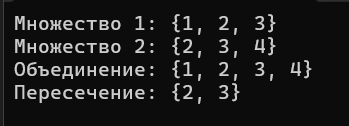 Множество 1: {1, 2, 3}
Множество 2: {2, 3, 4}
Объединение: {1, 2, 3, 4}
Пересечение: {2, 3}